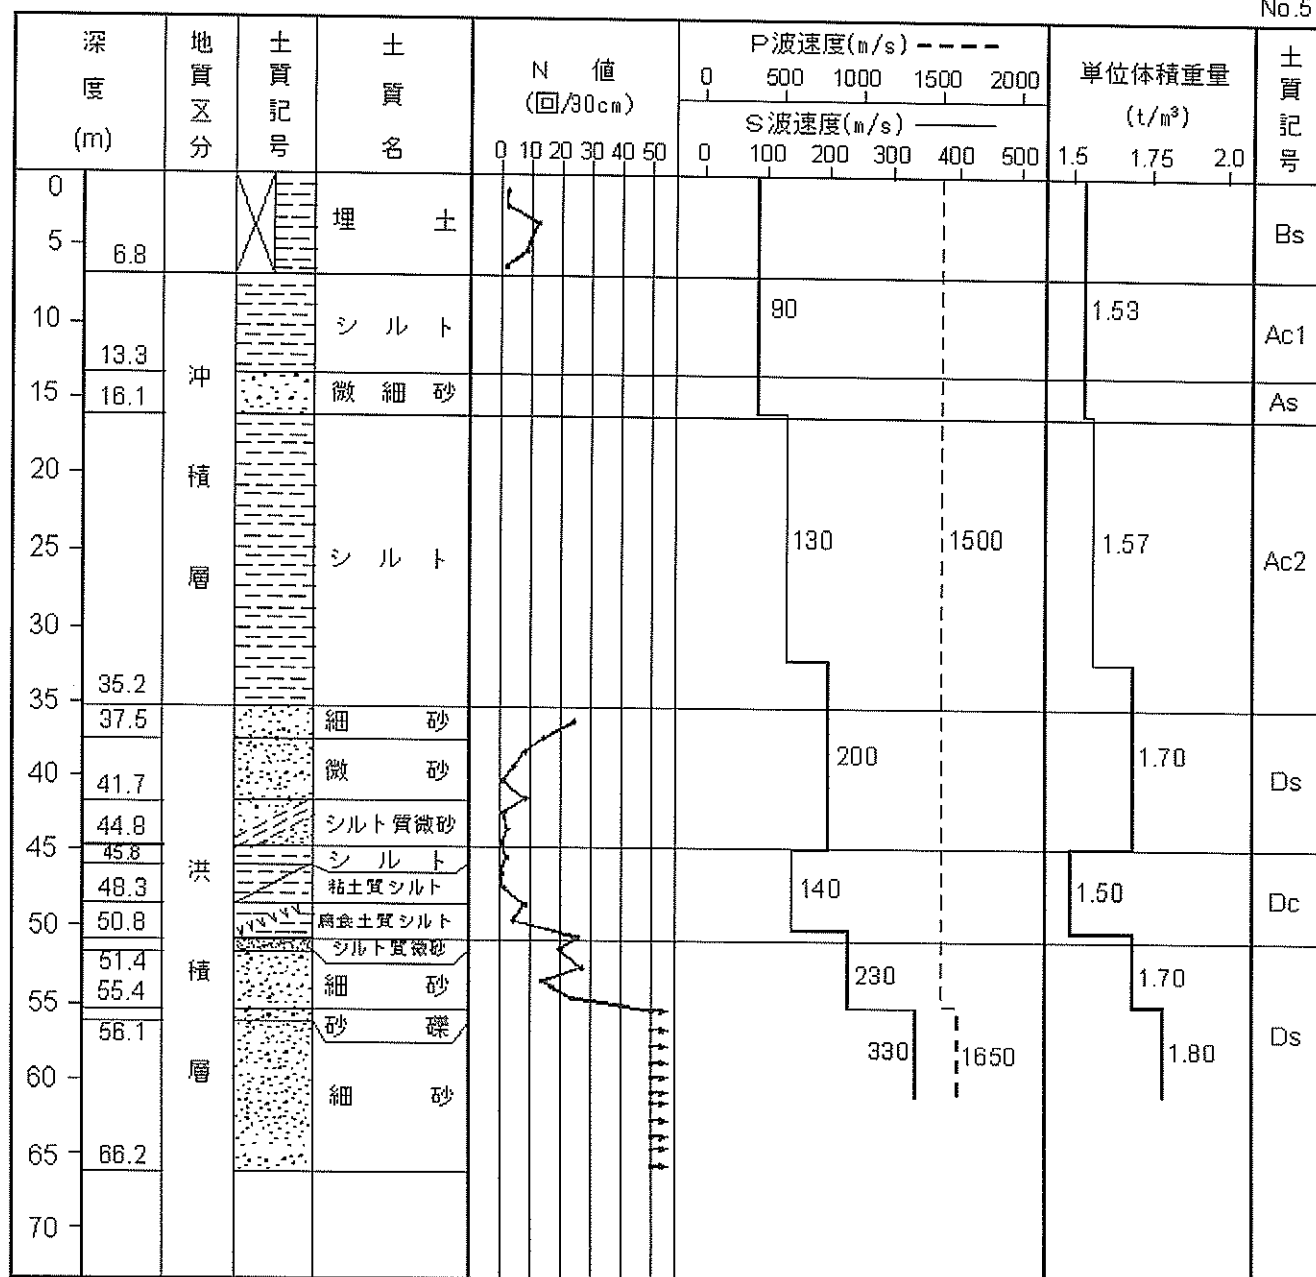 No.5
深度(m)
地質区分
土質記号
土質名
N 値
(回/30cm)
0 10 20 30 40 50
P波速度(m/s)
0 500 1000 1500 2000
S波速度(m/s)
0 100 200 300 400 500
単位体積重量
(t/m³)
1.5 1.75 2.0
土質記号
0
5
6.8
埋土
Bs
10
13.3
シルト
90
1.53
Ac1
15
16.1
微細砂
As
沖積層
20
25
30
35
35.2
シルト
130
1500
1.57
Ac2
37.5
細砂
40
41.7
微砂
200
1.70
Ds
44.8
シルト質微砂
45
45.8
シルト
48.3
粘土質シルト
140
1.50
Dc
50
50.8
腐食土質シルト
洪積層
51.4
シルト質微砂
55
55.4
細砂
230
1.70
56.1
砂礫
330
1650
1.80
Ds
60
細砂
65
66.2
70